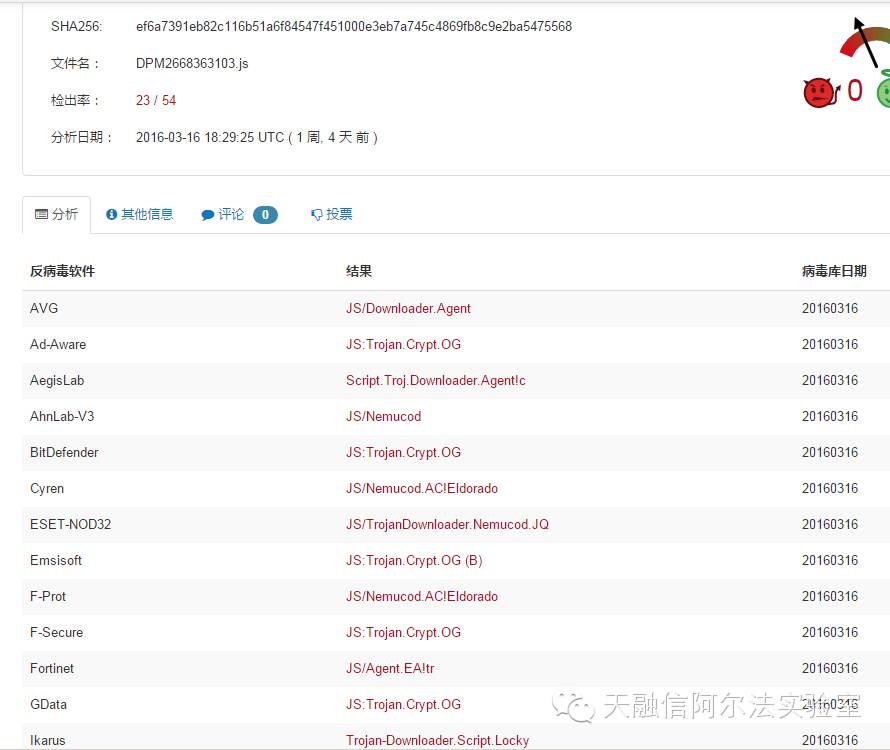 SHA256: ef6a7391eb82c116b51a6f84547f451000e3eb7a745c4869fb8c9e2ba5475568
文件名： DPM2668363103.js
检出率： 23 / 54
分析日期： 2016-03-16 18:29:25 UTC ( 1 周, 4 天 前 )
0
分析 其他信息 评论 0 投票
反病毒软件 结果 病毒库日期
AVG JS/Downloader.Agent 20160316
Ad-Aware JS:Trojan.Crypt.OG 20160316
AegisLab Script.Troj.Downloader.Agent!c 20160316
AhnLab-V3 JS/Nemucod 20160316
BitDefender JS:Trojan.Crypt.OG 20160316
Cyren JS/Nemucod.AC!Eldorado 20160316
ESET-NOD32 JS/TrojanDownloader.Nemucod.JQ 20160316
Emsisoft JS:Trojan.Crypt.OG (B) 20160316
F-Prot JS/Nemucod.AC!Eldorado 20160316
F-Secure JS:Trojan.Crypt.OG 20160316
Fortinet JS/Agent.EA!tr 20160316
GData JS:Trojan.Crypt.OG 20160316
天融信阿尔法实验室
Ikarus Trojan-Downloader.Script.Locky 20160316